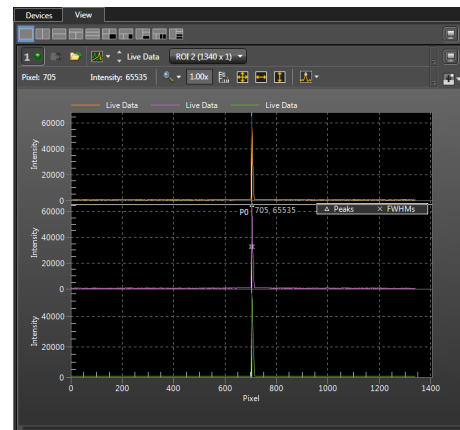 Devices View
1 Live Data ROI 2 (1340 x 1)
Pixel: 705 Intensity: 65535 1.00x
Live Data Live Data Live Data
60000
40000
20000
0
Intensity
P0 705, 65535 Peaks FWHMs
60000
40000
20000
0
Intensity
40000
20000
0
Intensity
0 200 400 600 800 1000 1200 1400
Pixel